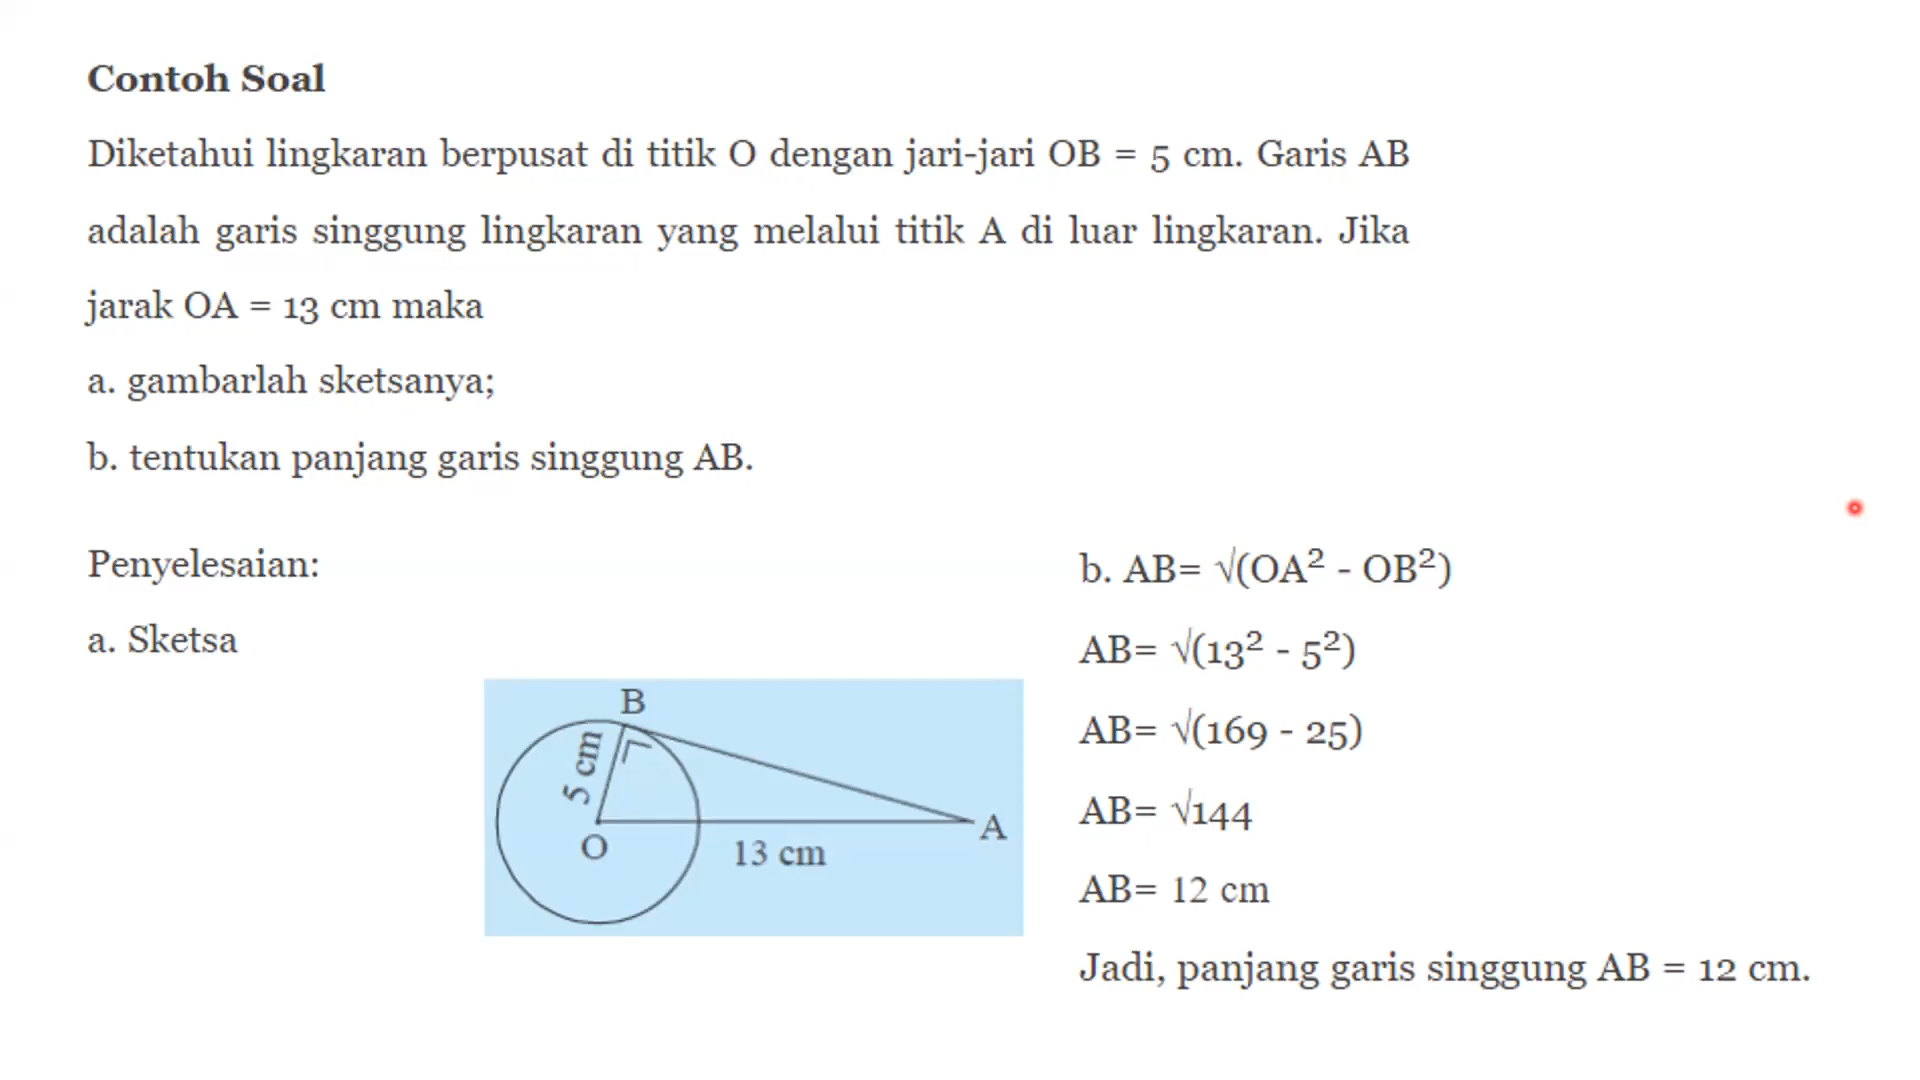 Contoh Soal
Diketahui lingkaran berpusat di titik O dengan jari-jari OB = 5 cm. Garis AB
adalah garis singgung lingkaran yang melalui titik A di luar lingkaran. Jika
jarak OA = 13 cm maka
a. gambarlah sketsanya;
b. tentukan panjang garis singgung AB.
Penyelesaian:
a. Sketsa
B
5 cm
O
13 cm
A
b. AB= √(OA² - OB²)
AB= √(13² - 5²)
AB= √(169 - 25)
AB= √144
AB= 12 cm
Jadi, panjang garis singgung AB = 12 cm.